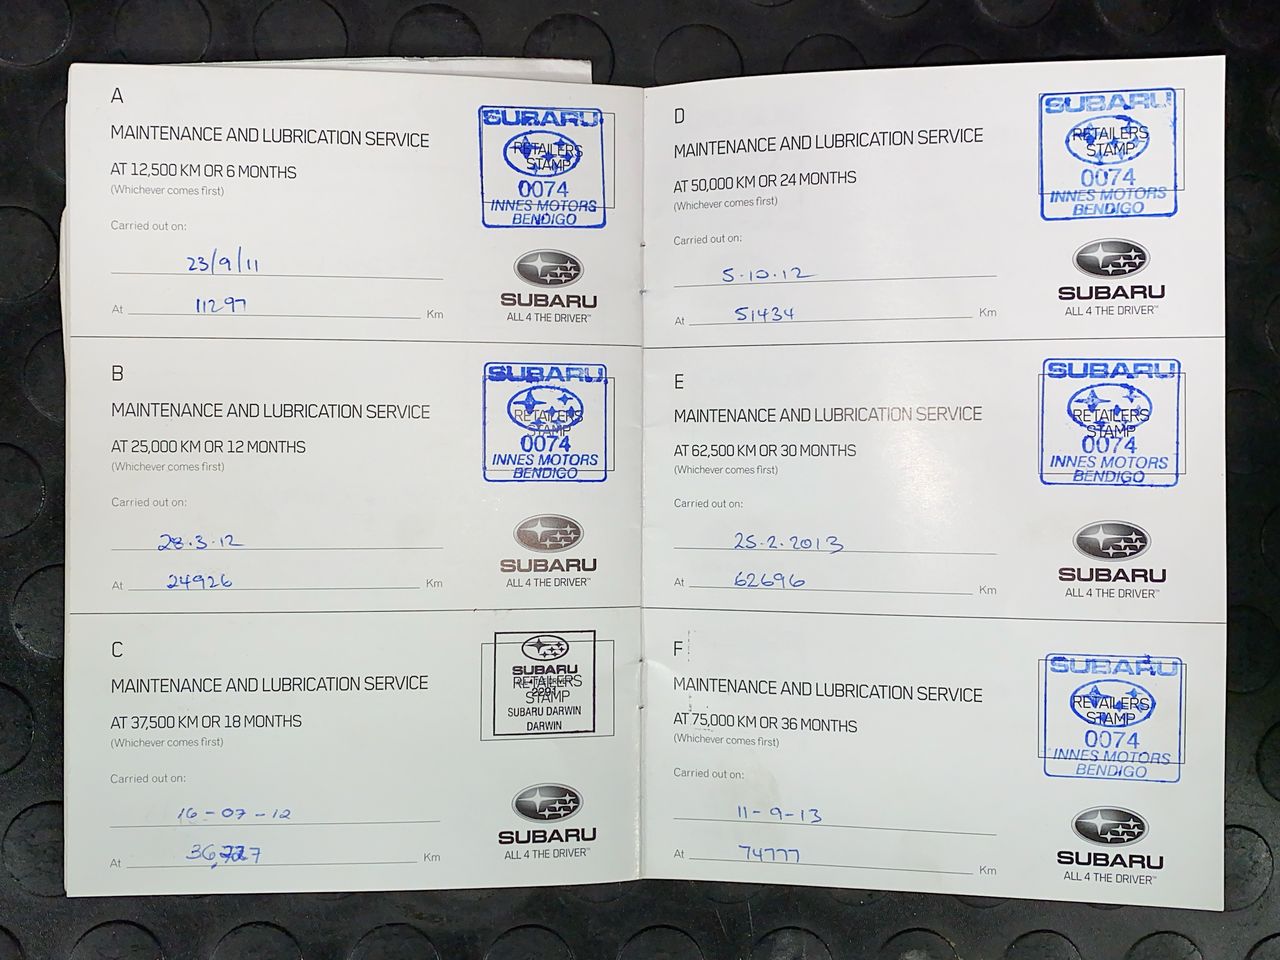 A
MAINTENANCE AND LUBRICATION SERVICE
AT 12,500 KM OR 6 MONTHS
(Whichever comes first)
Carried out on:
23/9/11
At 11297 Km
SUBARU
RETAILERS
STAMP
0074
INNES MOTORS
BENDIGO
SUBARU
ALL 4 THE DRIVER™
B
MAINTENANCE AND LUBRICATION SERVICE
AT 25,000 KM OR 12 MONTHS
(Whichever comes first)
Carried out on:
28.3.12
At 24926 Km
SUBARU
RETAILERS
STAMP
0074
INNES MOTORS
BENDIGO
SUBARU
ALL 4 THE DRIVER™
C
MAINTENANCE AND LUBRICATION SERVICE
AT 37,500 KM OR 18 MONTHS
(Whichever comes first)
Carried out on:
16-07-12
At Km
SUBARU
RETAILERS
STAMP
SUBARU DARWIN
DARWIN
SUBARU
ALL 4 THE DRIVER™
D
MAINTENANCE AND LUBRICATION SERVICE
AT 50,000 KM OR 24 MONTHS
(Whichever comes first)
Carried out on:
5.10.12
At 51434 Km
SUBARU
RETAILERS
STAMP
0074
INNES MOTORS
BENDIGO
SUBARU
ALL 4 THE DRIVER™
E
MAINTENANCE AND LUBRICATION SERVICE
AT 62,500 KM OR 30 MONTHS
(Whichever comes first)
Carried out on:
25.2.2013
At 62696 Km
SUBARU
RETAILERS
STAMP
0074
INNES MOTORS
BENDIGO
SUBARU
ALL 4 THE DRIVER™
F
MAINTENANCE AND LUBRICATION SERVICE
AT 75,000 KM OR 36 MONTHS
(Whichever comes first)
Carried out on:
11-9-13
At 74777 Km
SUBARU
RETAILERS
STAMP
0074
INNES MOTORS
BENDIGO
SUBARU
ALL 4 THE DRIVER™